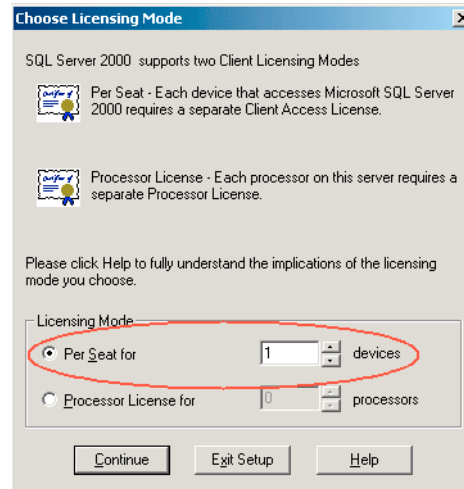 Choose Licensing Mode
SQL Server 2000 supports two Client Licensing Modes
Per Seat - Each device that accesses Microsoft SQL Server
2000 requires a separate Client Access License.
Processor License - Each processor on this server requires a
separate Processor License.
Please click Help to fully understand the implications of the licensing
mode you choose.
Licensing Mode
Per Seat for 1 devices
Processor License for 0 processors
Continue Exit Setup Help